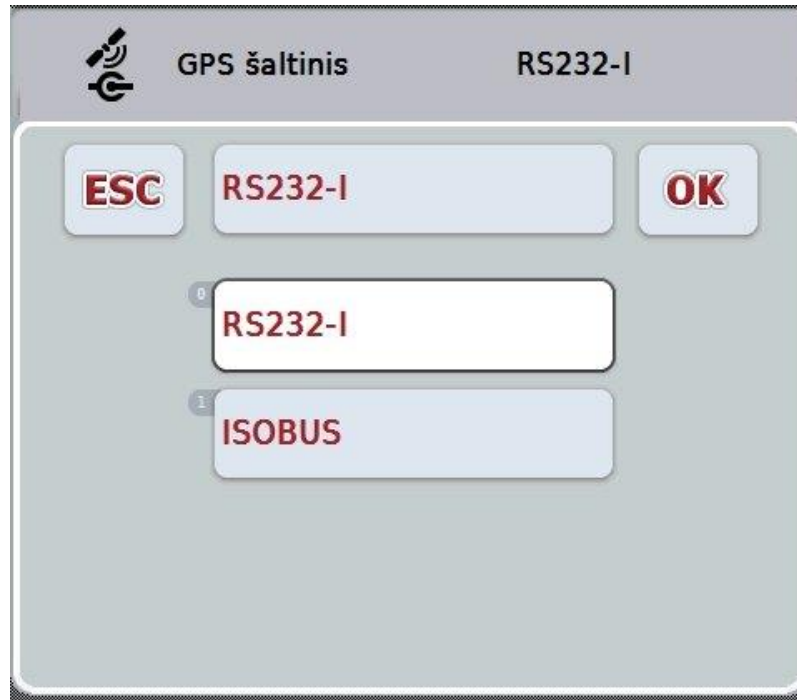 GPS šaltinis RS232-I
ESC RS232-I OK
0
RS232-I
1
ISOBUS